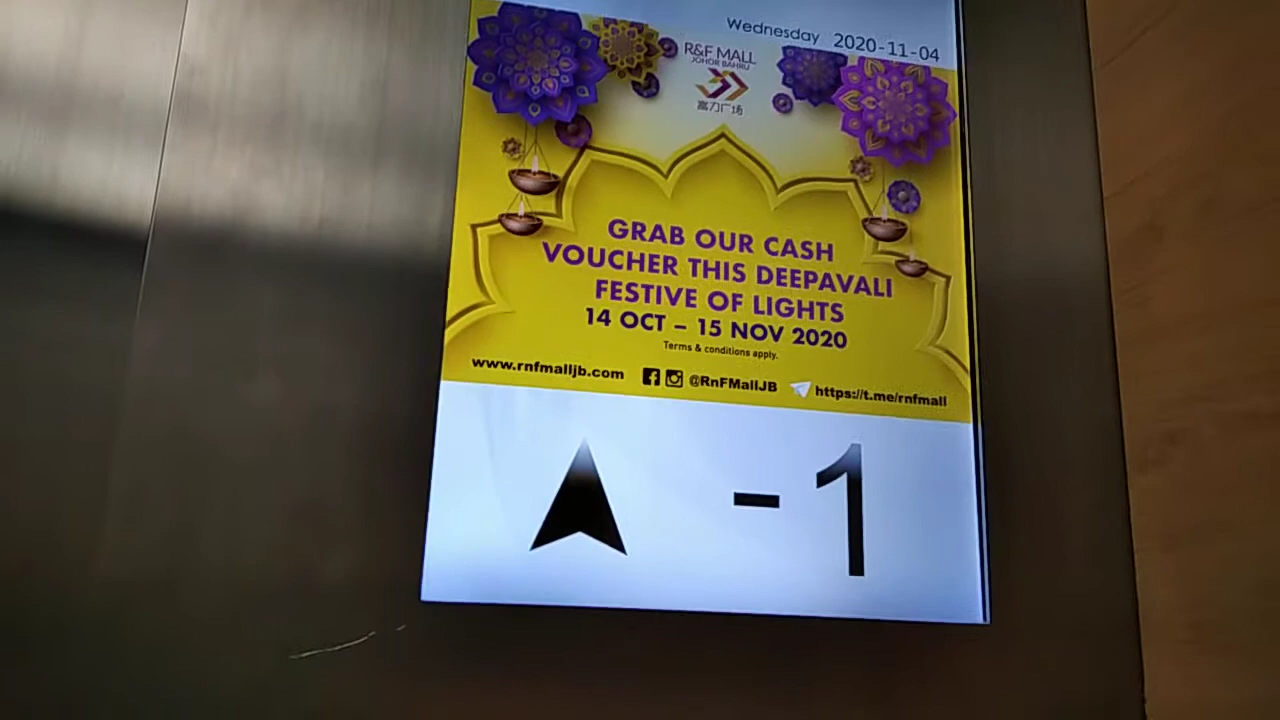 Wednesday 2020-11-04
R&F MALL
JOHOR BAHRU
富力广场
GRAB OUR CASH
VOUCHER THIS DEEPAVALI
FESTIVE OF LIGHTS
14 OCT – 15 NOV 2020
Terms & conditions apply.
www.rnfmalljb.com @RnFMallJB https://t.me/rnfmall
-1